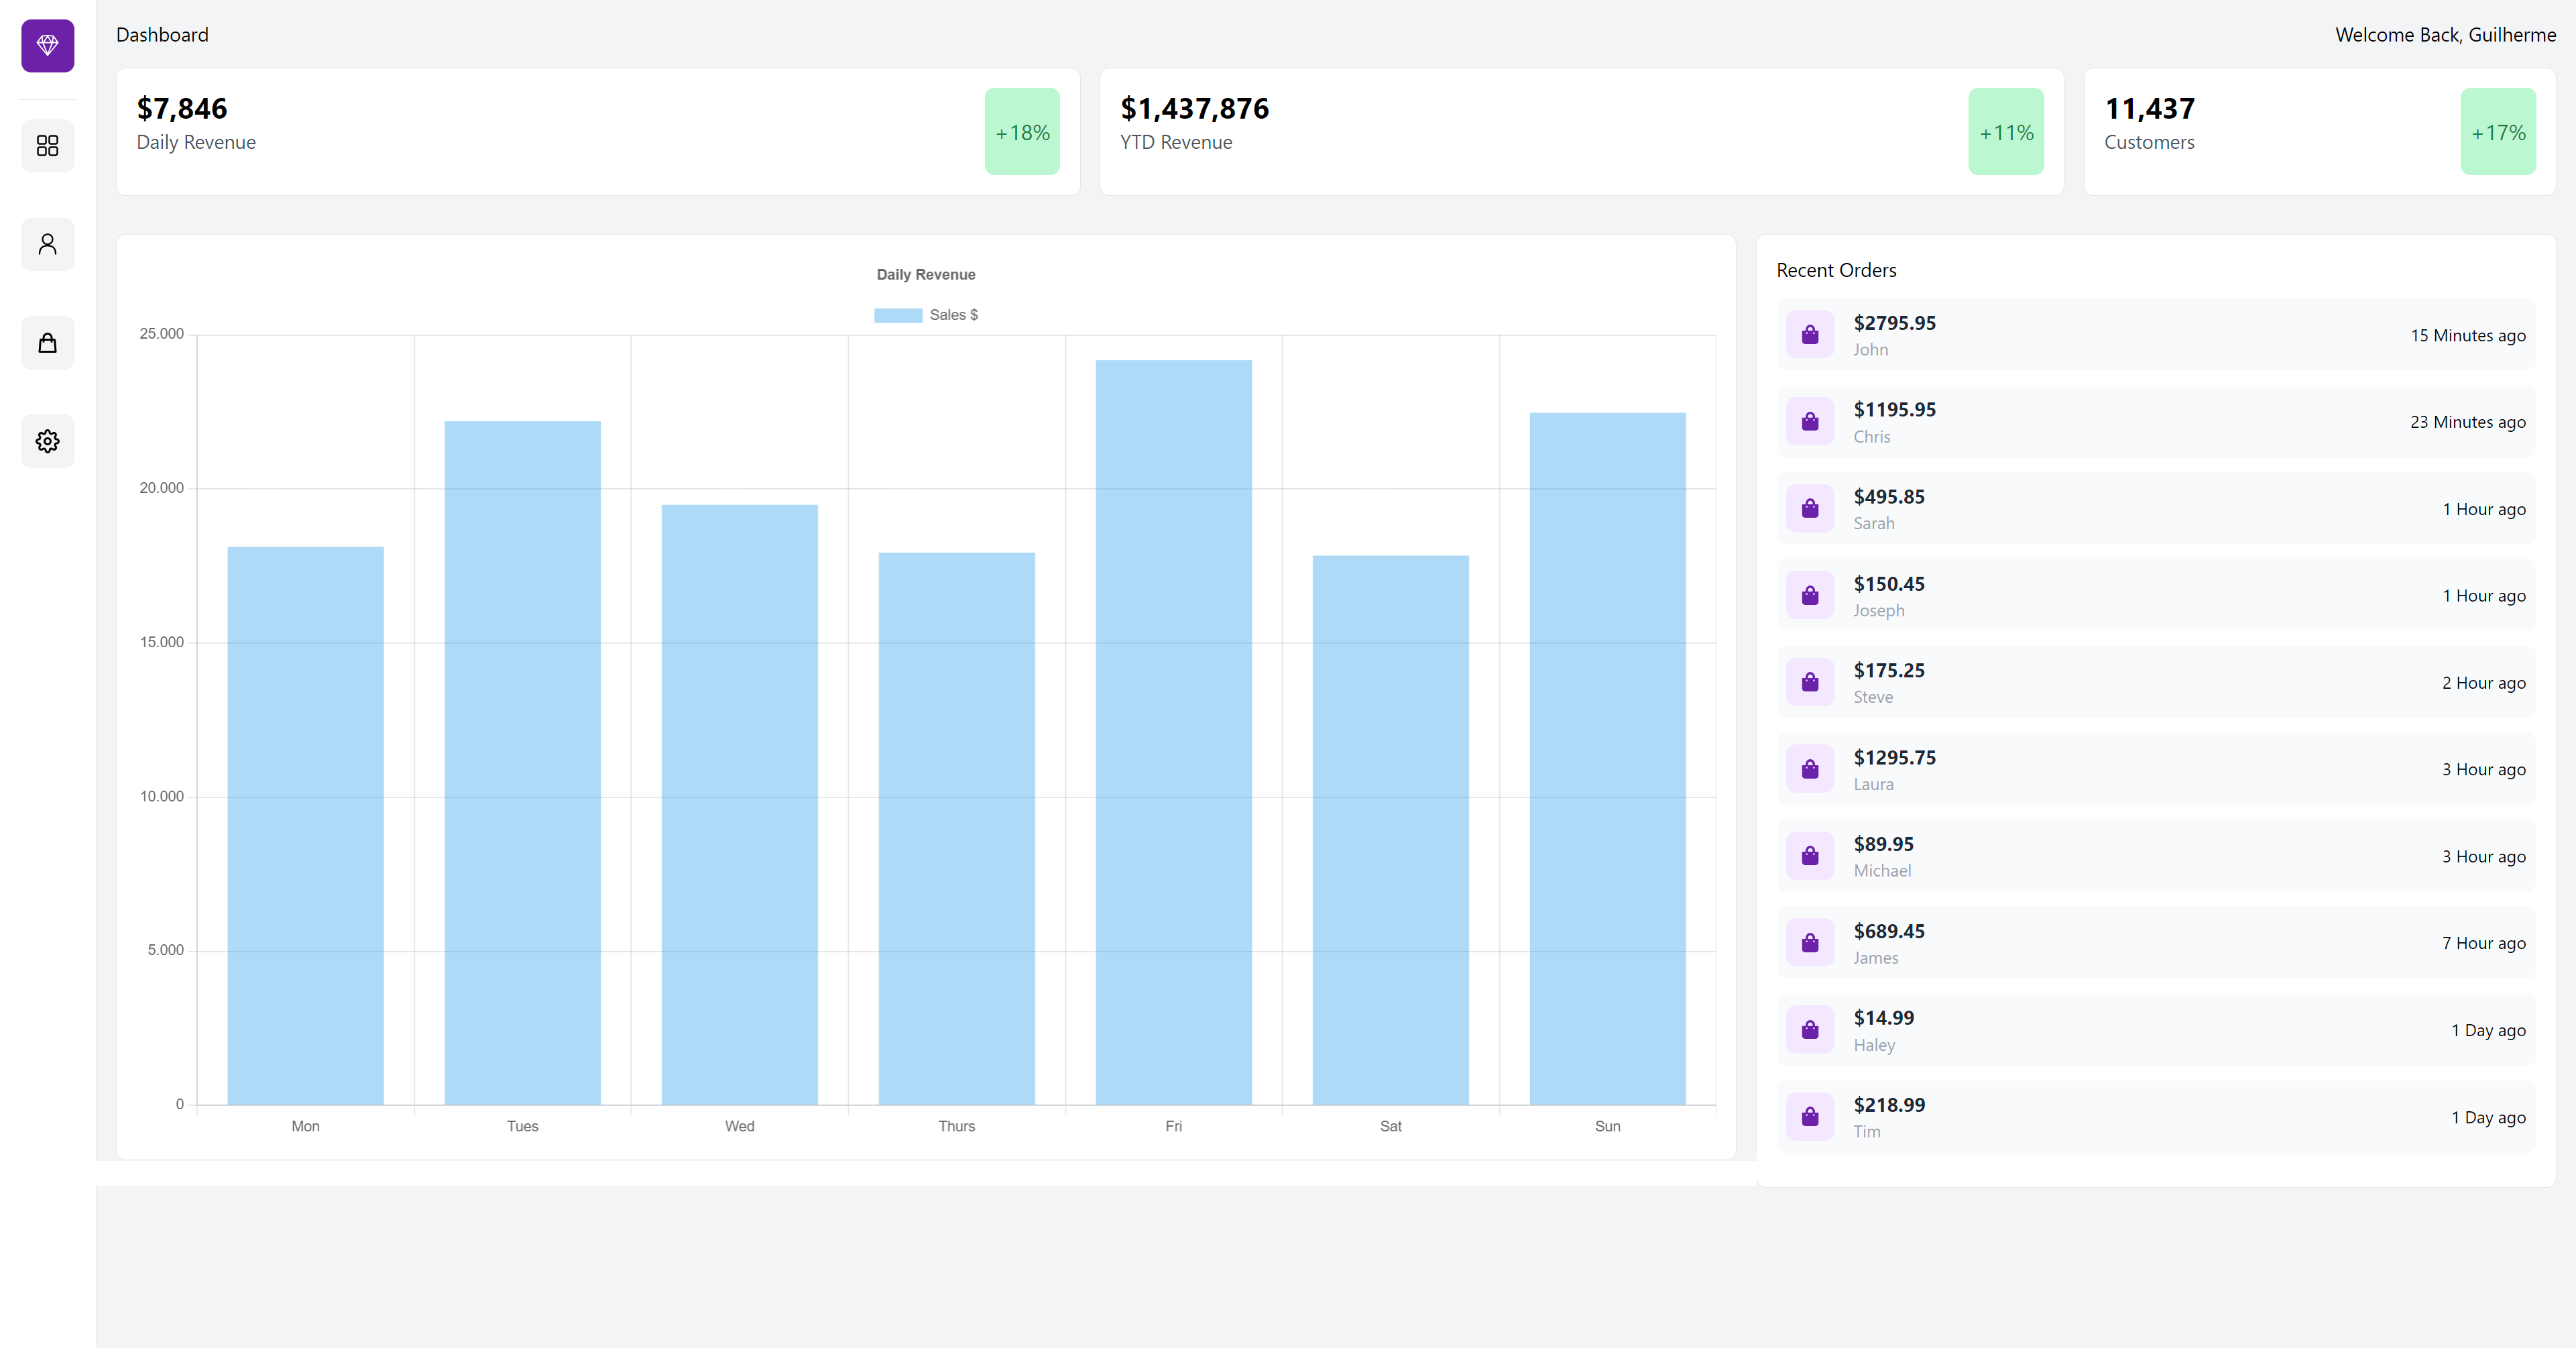 Dashboard
Welcome Back, Guilherme
$7,846
Daily Revenue
+18%
$1,437,876
YTD Revenue
+11%
11,437
Customers
+17%
Daily Revenue
Sales $
25.000
20.000
15.000
10.000
5.000
0
Mon
Tues
Wed
Thurs
Fri
Sat
Sun
Recent Orders
$2795.95
John
15 Minutes ago
$1195.95
Chris
23 Minutes ago
$495.85
Sarah
1 Hour ago
$150.45
Joseph
1 Hour ago
$175.25
Steve
2 Hour ago
$1295.75
Laura
3 Hour ago
$89.95
Michael
3 Hour ago
$689.45
James
7 Hour ago
$14.99
Haley
1 Day ago
$218.99
Tim
1 Day ago